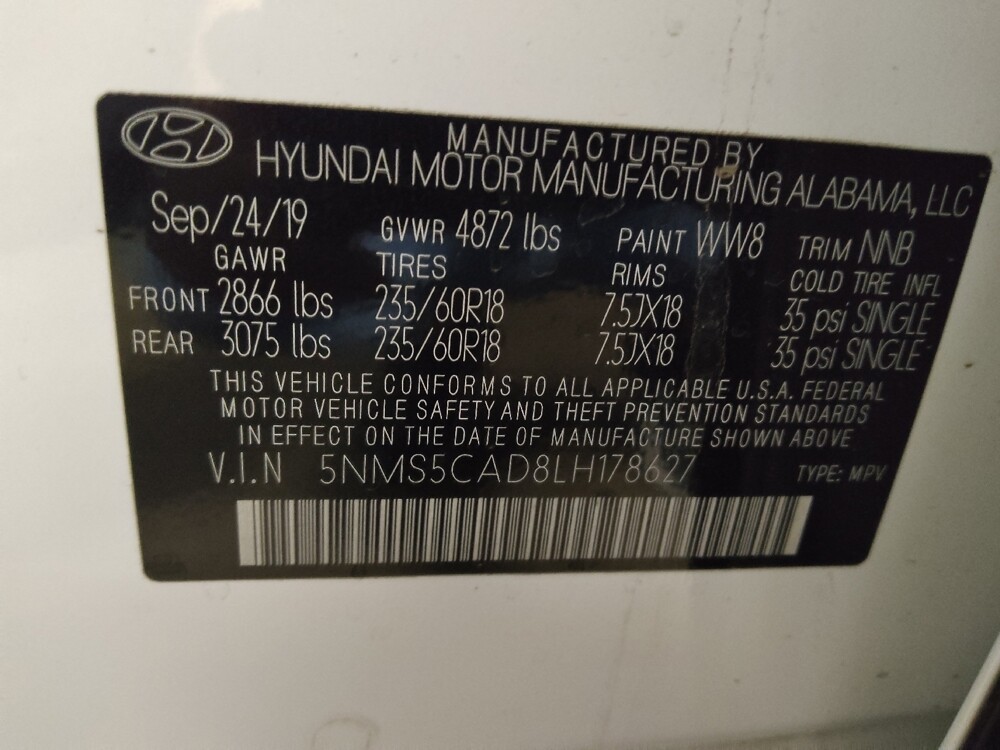 MANUFACTURED BY
HYUNDAI MOTOR MANUFACTURING ALABAMA, LLC
Sep/24/19 GVWR 4872 lbs PAINT WW8 TRIM NNB
GAWR TIRES RIMS COLD TIRE INFL
FRONT 2866 lbs 235/60R18 7.5JX18 35 psi SINGLE
REAR 3075 lbs 235/60R18 7.5JX18 35 psi SINGLE
THIS VEHICLE CONFORMS TO ALL APPLICABLE U.S.A. FEDERAL
MOTOR VEHICLE SAFETY AND THEFT PREVENTION STANDARDS
IN EFFECT ON THE DATE OF MANUFACTURE SHOWN ABOVE
V.I.N 5NMS5CAD8LH178627 TYPE: MPV